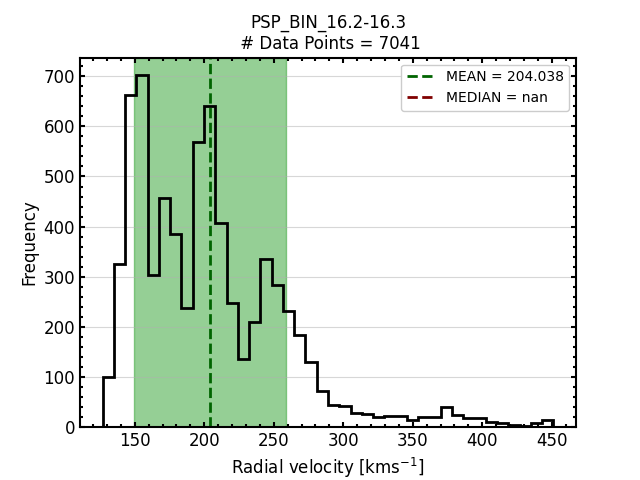 PSP_BIN_16.2-16.3
# Data Points = 7041
MEAN = 204.038
MEDIAN = nan
Frequency
700
600
500
400
300
200
100
0
150 200 250 300 350 400 450
Radial velocity [kms⁻¹]